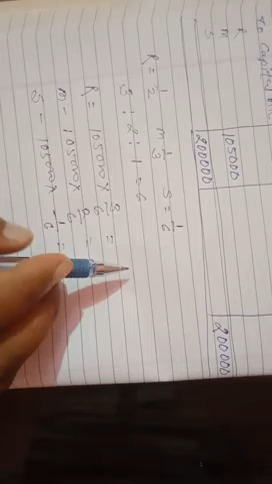 To Capital
R
M 105000
S
200000 200000
R = 1/2 M 1/3 S = 1/6
3 : 2 : 1 = 6
R = 105000 x 3/6 =
M - 105000 x 2/6 =
S - 105000 x 1/6 =